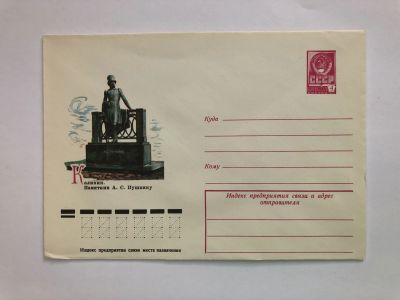 СССР
Калинин.
Памятник А. С. Пушкину
Куда
Кому
Индекс предприятия связи и адрес
отправителя
Индекс предприятия связи места назначения